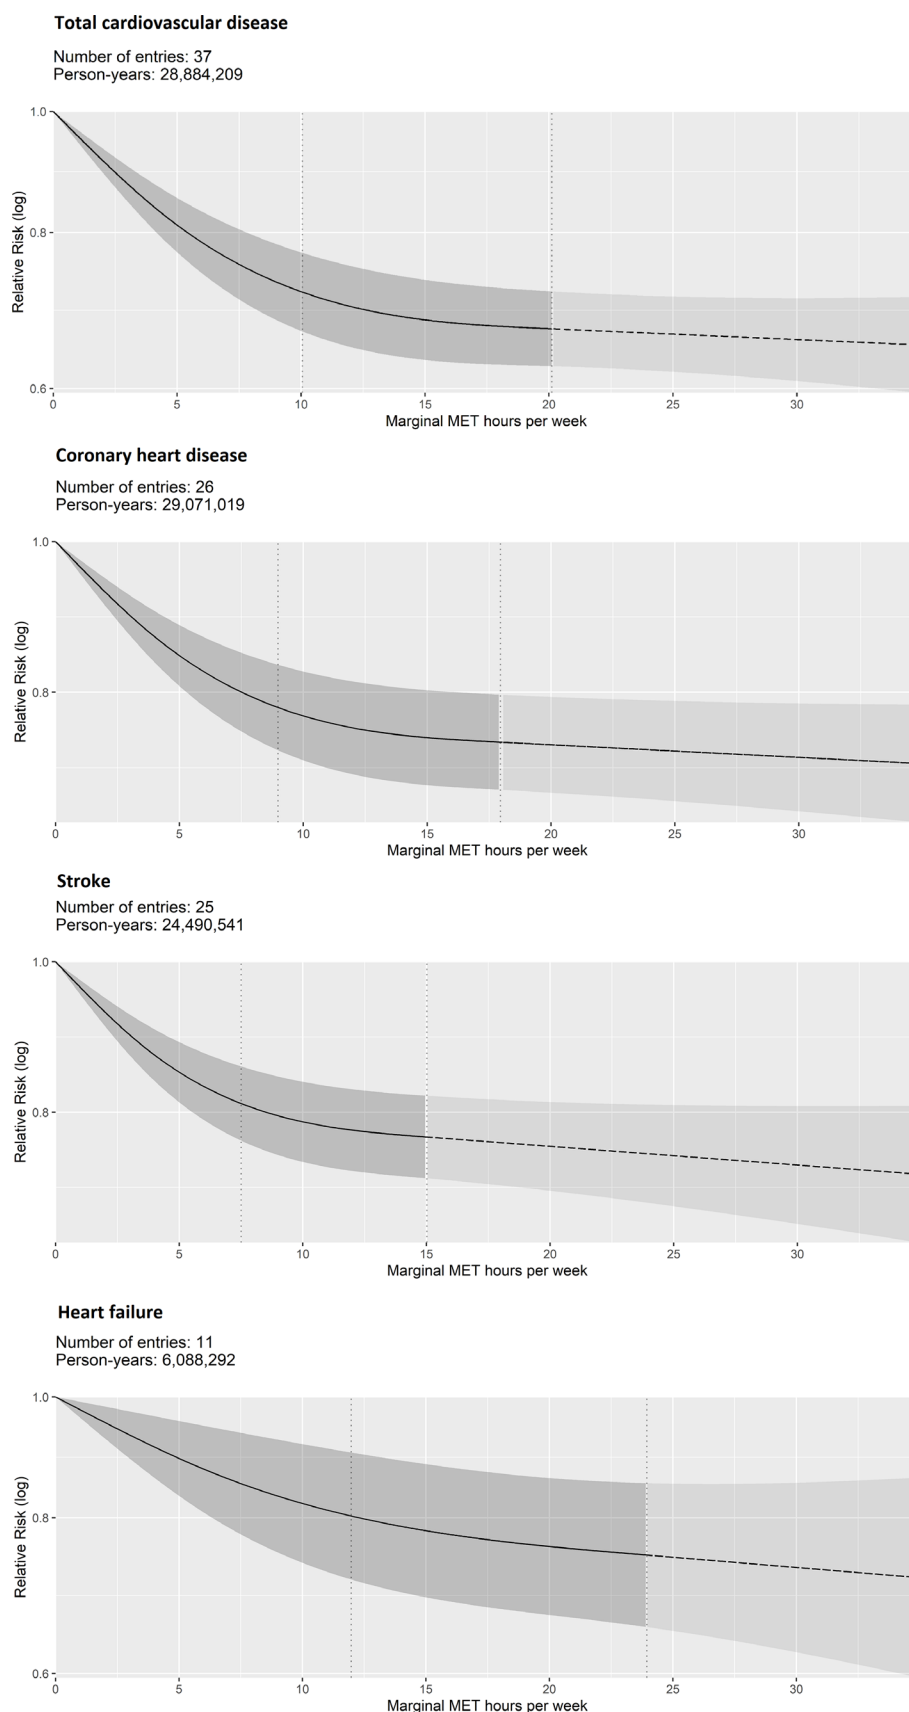 Total cardiovascular disease
Number of entries: 37
Person-years: 28,884,209
1.0
0.8
0.6
Relative Risk (log)
0 5 10 15 20 25 30
Marginal MET hours per week
Coronary heart disease
Number of entries: 26
Person-years: 29,071,019
1.0
0.8
Relative Risk (log)
0 5 10 15 20 25 30
Marginal MET hours per week
Stroke
Number of entries: 25
Person-years: 24,490,541
1.0
0.8
Relative Risk (log)
0 5 10 15 20 25 30
Marginal MET hours per week
Heart failure
Number of entries: 11
Person-years: 6,088,292
1.0
0.8
0.6
Relative Risk (log)
0 5 10 15 20 25 30
Marginal MET hours per week